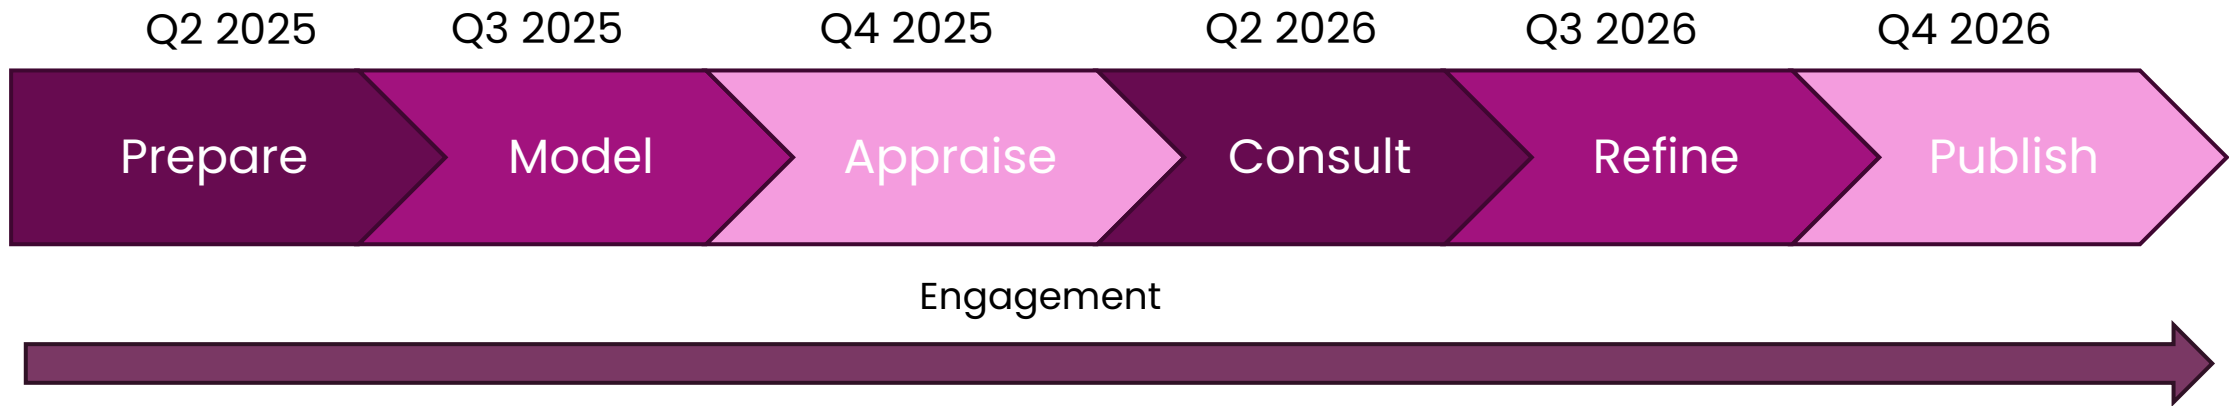 Q2 2025 Q3 2025 Q4 2025 Q2 2026 Q3 2026 Q4 2026
Prepare Model Appraise Consult Refine Publish
Engagement